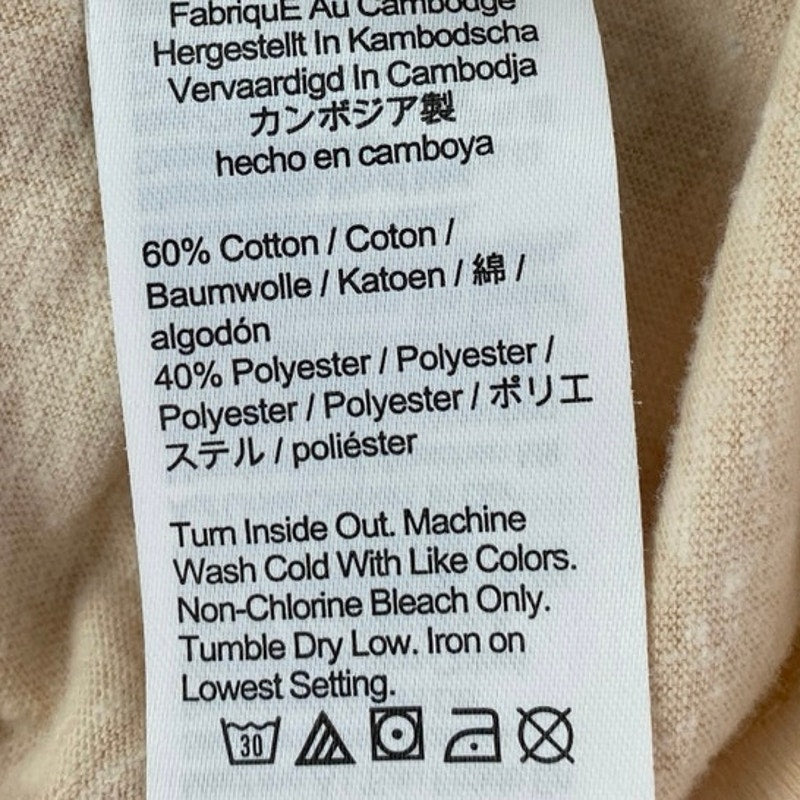 FabriquE Au Cambodge
Hergestellt In Kambodscha
Vervaardigd In Cambodja
カンボジア製
hecho en camboya
60% Cotton / Coton /
Baumwolle / Katoen / 綿 /
algodón
40% Polyester / Polyester /
Polyester / Polyester / ポリエ
ステル / poliéster
Turn Inside Out. Machine
Wash Cold With Like Colors.
Non-Chlorine Bleach Only.
Tumble Dry Low. Iron on
Lowest Setting.
30